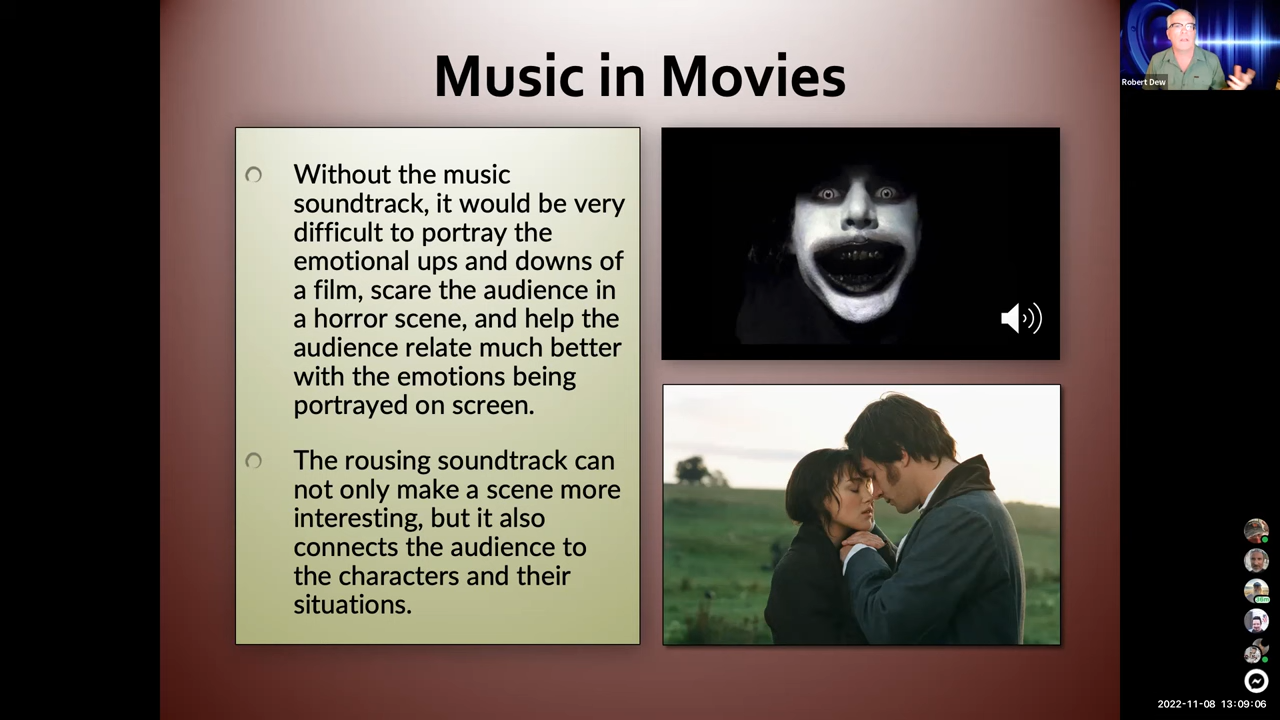 Music in Movies
Without the music
soundtrack, it would be very
difficult to portray the
emotional ups and downs of
a film, scare the audience in
a horror scene, and help the
audience relate much better
with the emotions being
portrayed on screen.
The rousing soundtrack can
not only make a scene more
interesting, but it also
connects the audience to
the characters and their
situations.
Robert Dew
2022-11-08 13:09:06